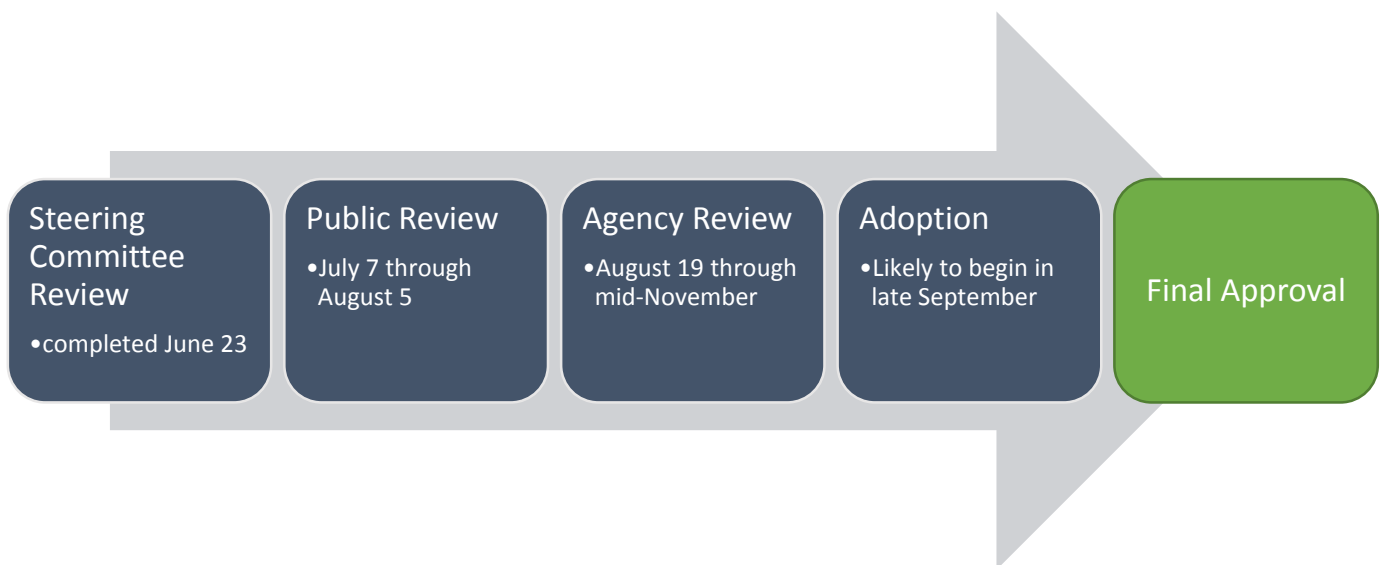 Steering
Committee
Review
•completed June 23
Public Review
•July 7 through
August 5
Agency Review
•August 19 through
mid-November
Adoption
•Likely to begin in
late September
Final Approval